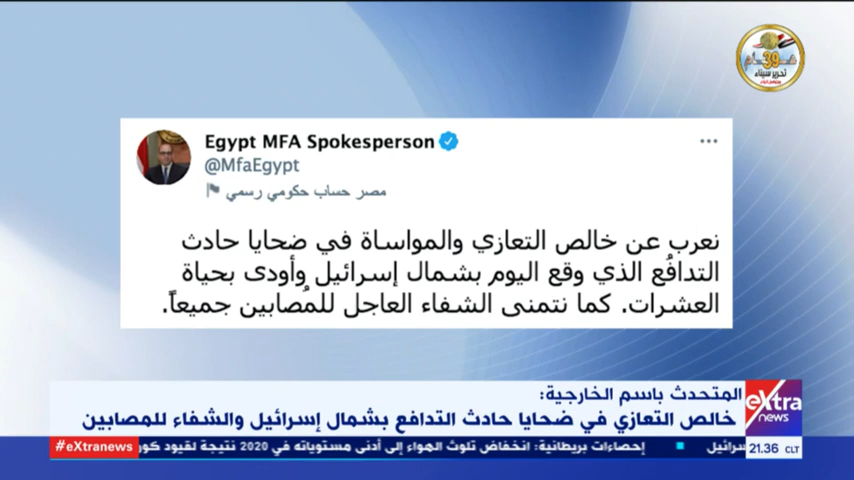 عام
39
تحرير سيناء
Egypt MFA Spokesperson
@MfaEgypt
مصر حساب حكومي رسمي
نعرب عن خالص التعازي والمواساة في ضحايا حادث
التدافُع الذي وقع اليوم بشمال إسرائيل وأودى بحياة
العشرات. كما نتمنى الشفاء العاجل للمُصابين جميعاً.
المتحدث باسم الخارجية:
خالص التعازي في ضحايا حادث التدافع بشمال إسرائيل والشفاء للمصابين
eXtra
news
#eXtranews
سرائيل
إحصاءات بريطانية: انخفاض تلوث الهواء إلى أدنى مستوياته في 2020 نتيجة لقيود كور
21.36 CLT